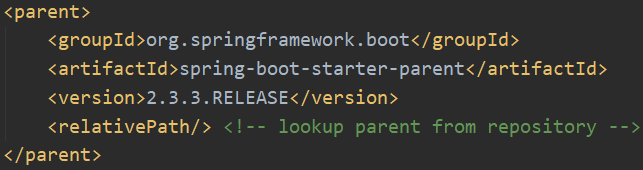 <parent>
    <groupId>org.springframework.boot</groupId>
    <artifactId>spring-boot-starter-parent</artifactId>
    <version>2.3.3.RELEASE</version>
    <relativePath/> <!-- lookup parent from repository -->
</parent>